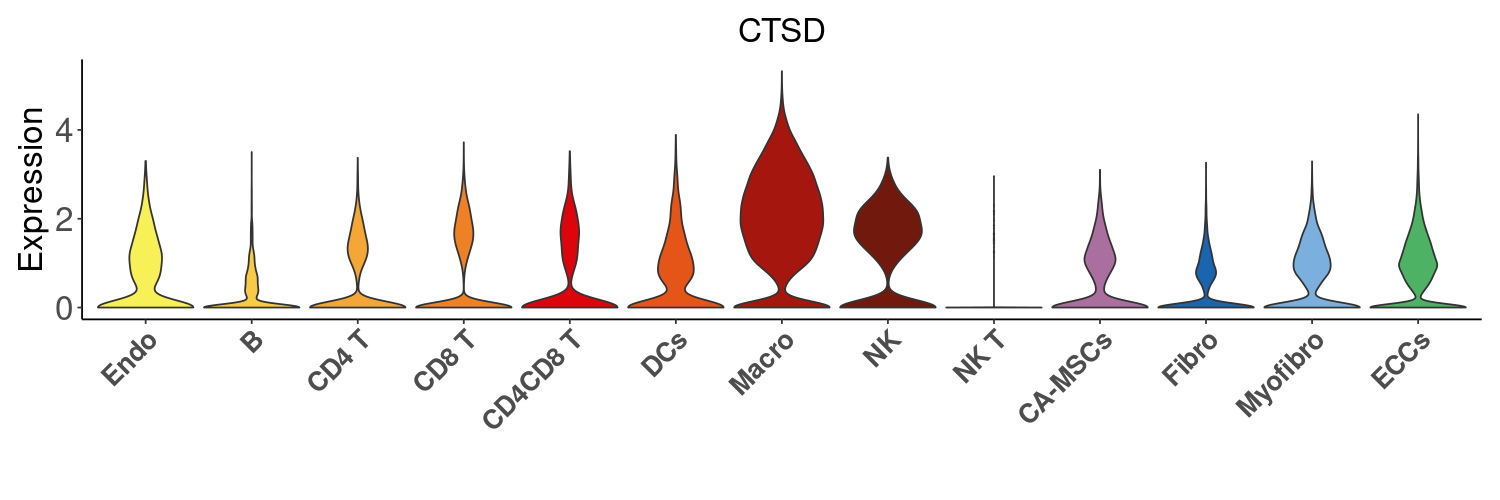 CTSD
Expression
4
2
0
Endo
B
CD4 T
CD8 T
CD4CD8 T
DCs
Macro
NK
NK T
CA-MSCs
Fibro
Myofibro
ECCs